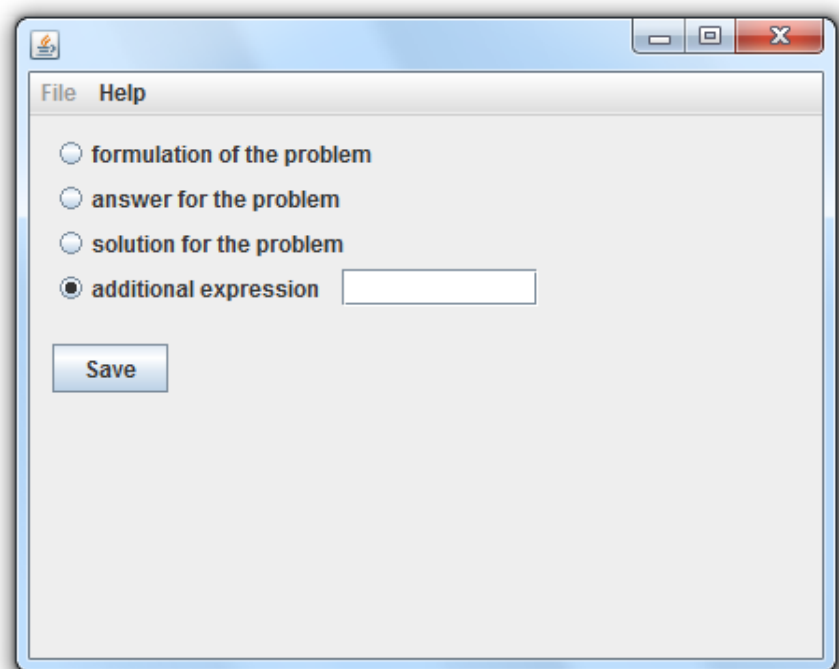 File Help
formulation of the problem
answer for the problem
solution for the problem
additional expression
Save